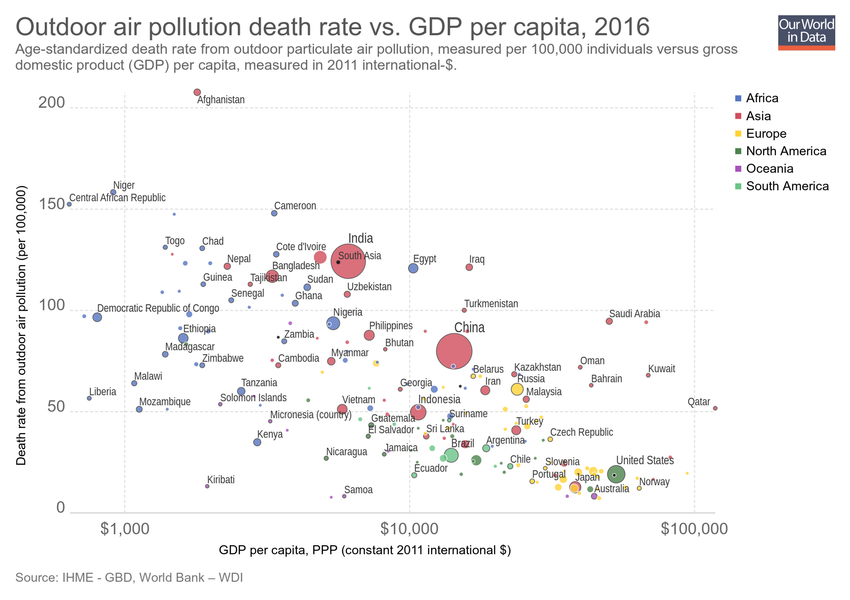 Outdoor air pollution death rate vs. GDP per capita, 2016
Our World
in Data
Age-standardized death rate from outdoor particulate air pollution, measured per 100,000 individuals versus gross
domestic product (GDP) per capita, measured in 2011 international-$.
Death rate from outdoor air pollution (per 100,000)
200
150
100
50
0
Africa
Asia
Europe
North America
Oceania
South America
Afghanistan
Niger
Central African Republic
Cameroon
Togo
Chad
Cote d'Ivoire
India
South Asia
Nepal
Bangladesh
Egypt
Iraq
Guinea
Tajikistan
Sudan
Uzbekistan
Senegal
Ghana
Turkmenistan
Democratic Republic of Congo
Nigeria
Saudi Arabia
Ethiopia
Zambia
Philippines
China
Bhutan
Madagascar
Zimbabwe
Cambodia
Myanmar
Oman
Belarus
Kazakhstan
Kuwait
Malawi
Tanzania
Georgia
Iran
Russia
Bahrain
Liberia
Mozambique
Solomon Islands
Vietnam
Indonesia
Malaysia
Qatar
Micronesia (country)
Guatemala
Suriname
El Salvador
Sri Lanka
Turkey
Kenya
Czech Republic
Nicaragua
Jamaica
Brazil
Argentina
Ecuador
Chile
Slovenia
United States
Kiribati
Portugal
Japan
Samoa
Australia
Norway
$1,000
$10,000
$100,000
GDP per capita, PPP (constant 2011 international $)
Source: IHME - GBD, World Bank – WDI